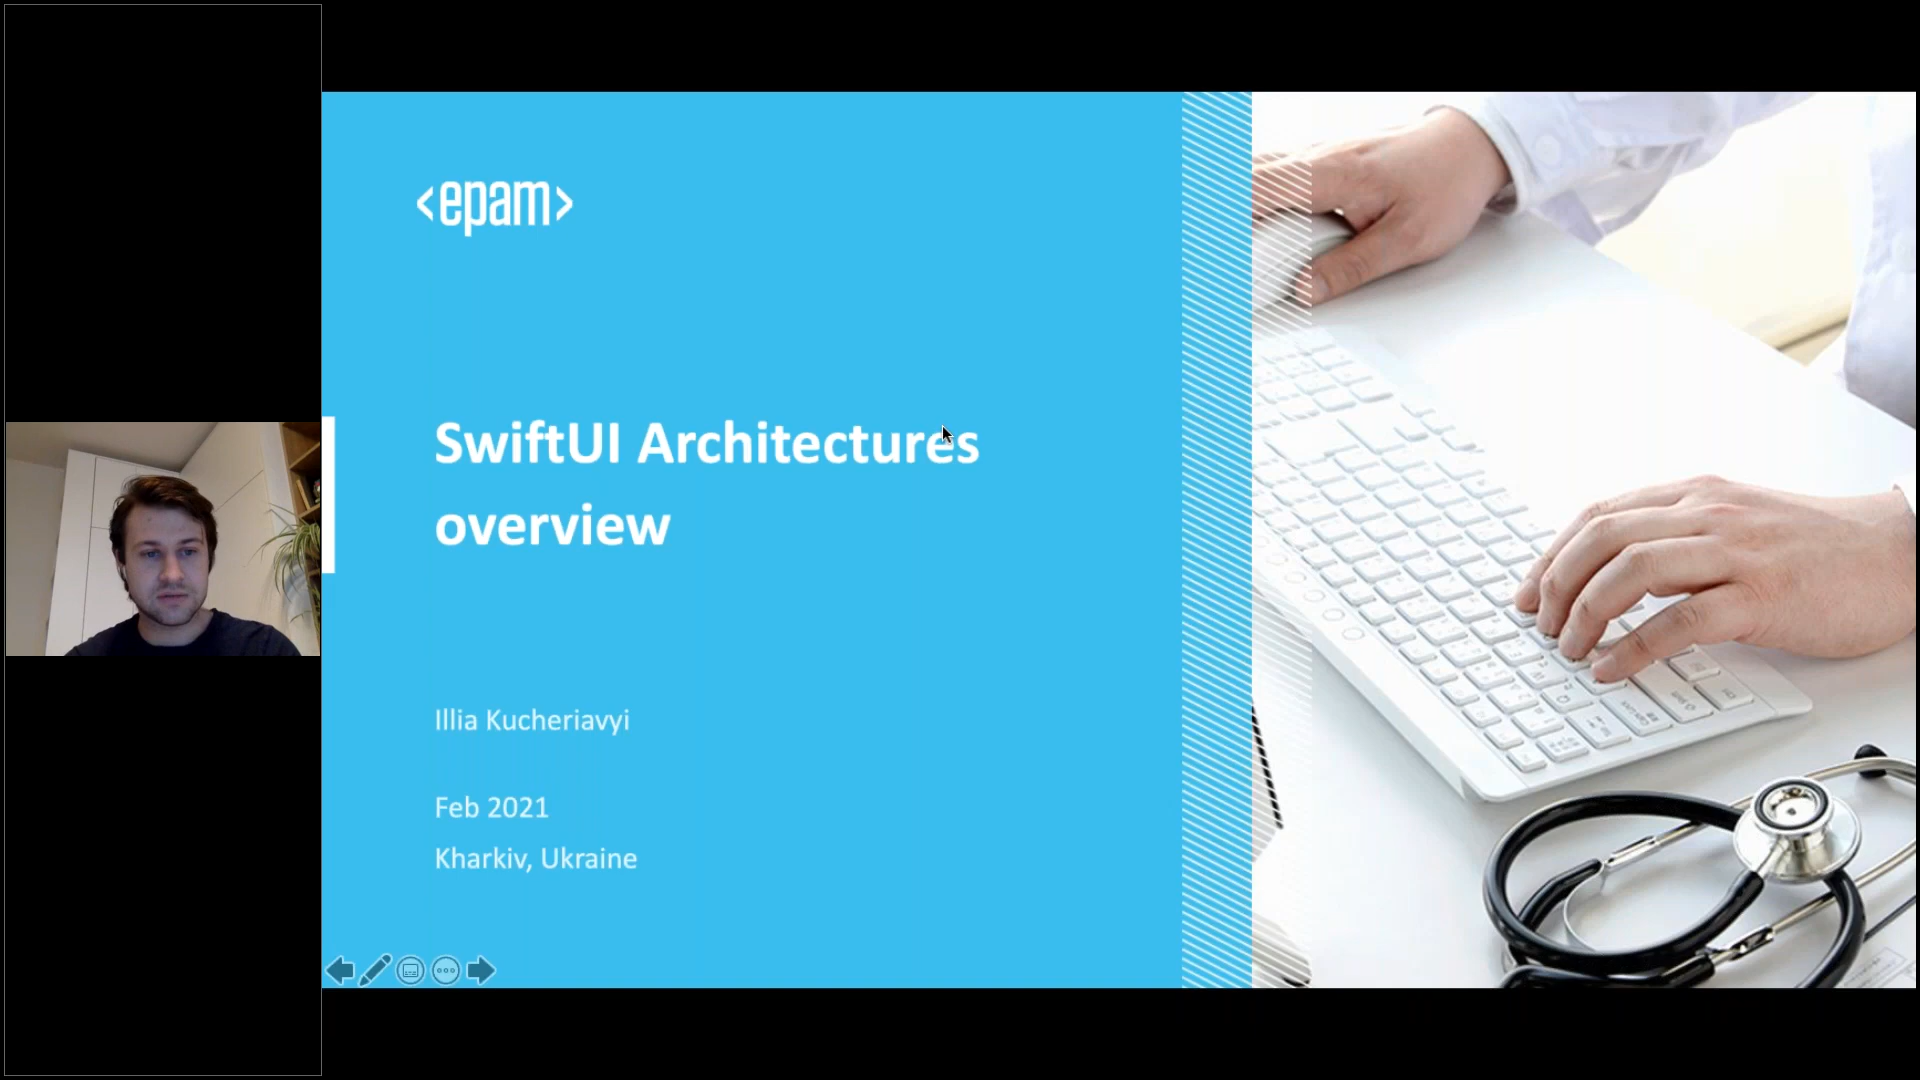 <epam>
SwiftUI Architectures
overview
Illia Kucheriavyi
Feb 2021
Kharkiv, Ukraine